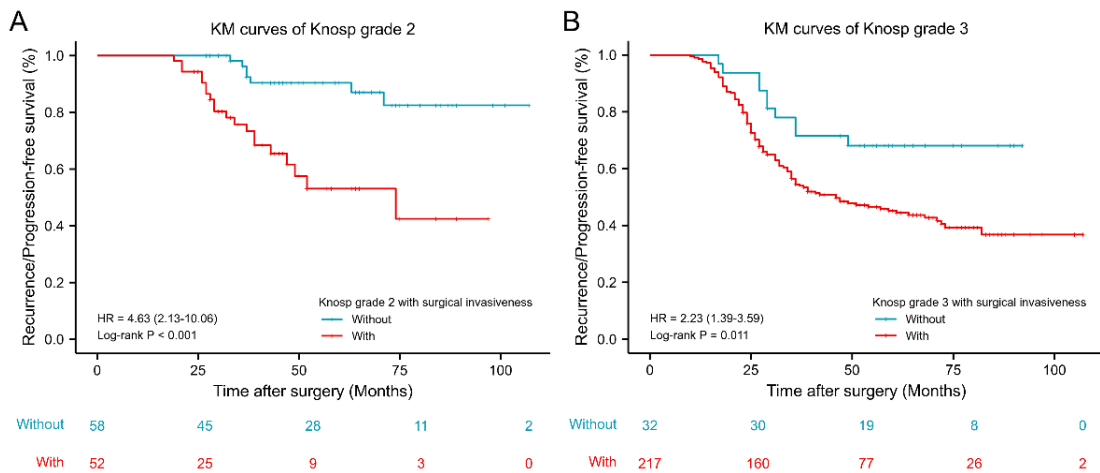 A
KM curves of Knosp grade 2
Recurrence/Progression-free survival (%)
1.0
0.8
0.6
0.4
0.2
0.0
HR = 4.63 (2.13-10.06)
Log-rank P < 0.001
Knosp grade 2 with surgical invasiveness
Without
With
0 25 50 75 100
Time after surgery (Months)
Without 58 45 28 11 2
With 52 25 9 3 0
B
KM curves of Knosp grade 3
Recurrence/Progression-free survival (%)
1.0
0.8
0.6
0.4
0.2
0.0
HR = 2.23 (1.39-3.59)
Log-rank P = 0.011
Knosp grade 3 with surgical invasiveness
Without
With
0 25 50 75 100
Time after surgery (Months)
Without 32 30 19 8 0
With 217 160 77 26 2